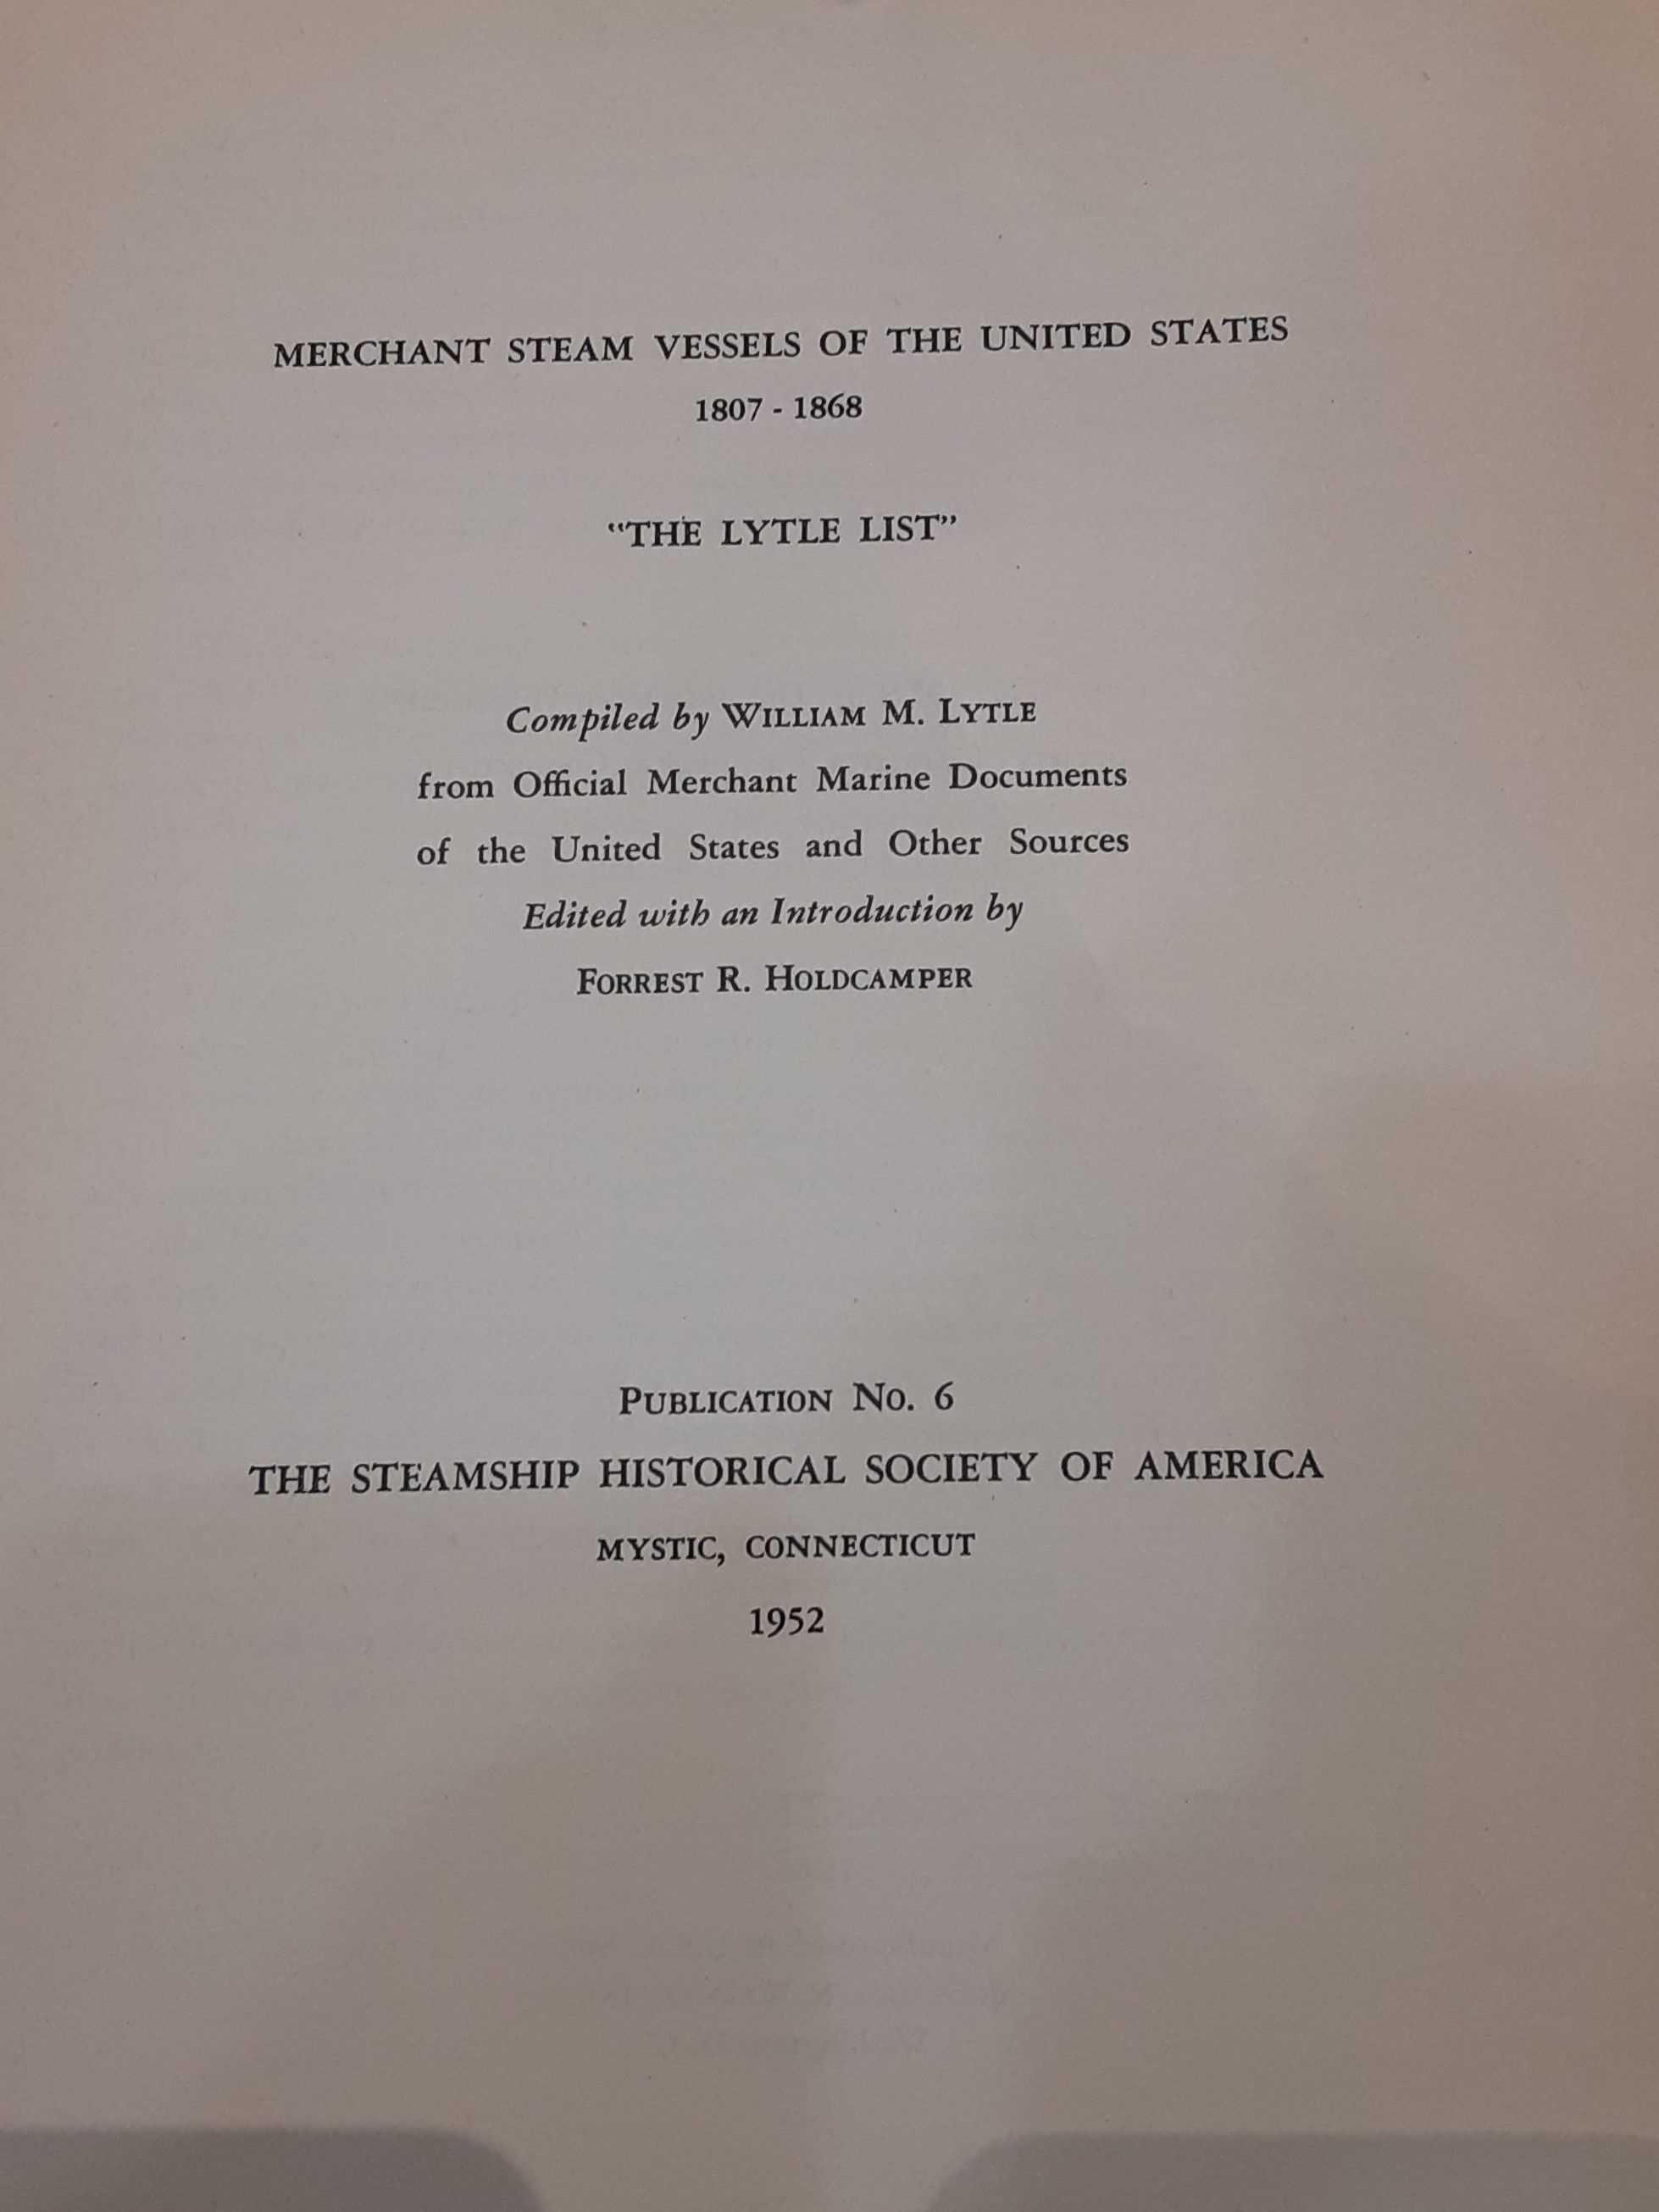 MERCHANT STEAM VESSELS OF THE UNITED STATES
1807 - 1868
“THE LYTLE LIST”
Compiled by WILLIAM M. LYTLE
from Official Merchant Marine Documents
of the United States and Other Sources
Edited with an Introduction by
FORREST R. HOLDCAMPER
PUBLICATION NO. 6
THE STEAMSHIP HISTORICAL SOCIETY OF AMERICA
MYSTIC, CONNECTICUT
1952